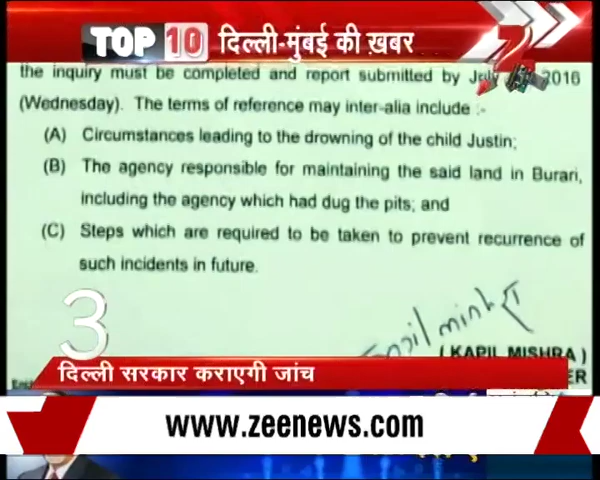 TOP 10 दिल्ली-मुंबई की ख़बर
the inquiry must be completed and report submitted by July 2016
(Wednesday). The terms of reference may inter-alia include :-
(A) Circumstances leading to the drowning of the child Justin;
(B) The agency responsible for maintaining the said land in Burari,
including the agency which had dug the pits; and
(C) Steps which are required to be taken to prevent recurrence of
such incidents in future.
3
(KAPIL MISHRA)
दिल्ली सरकार कराएगी जांच
www.zeenews.com